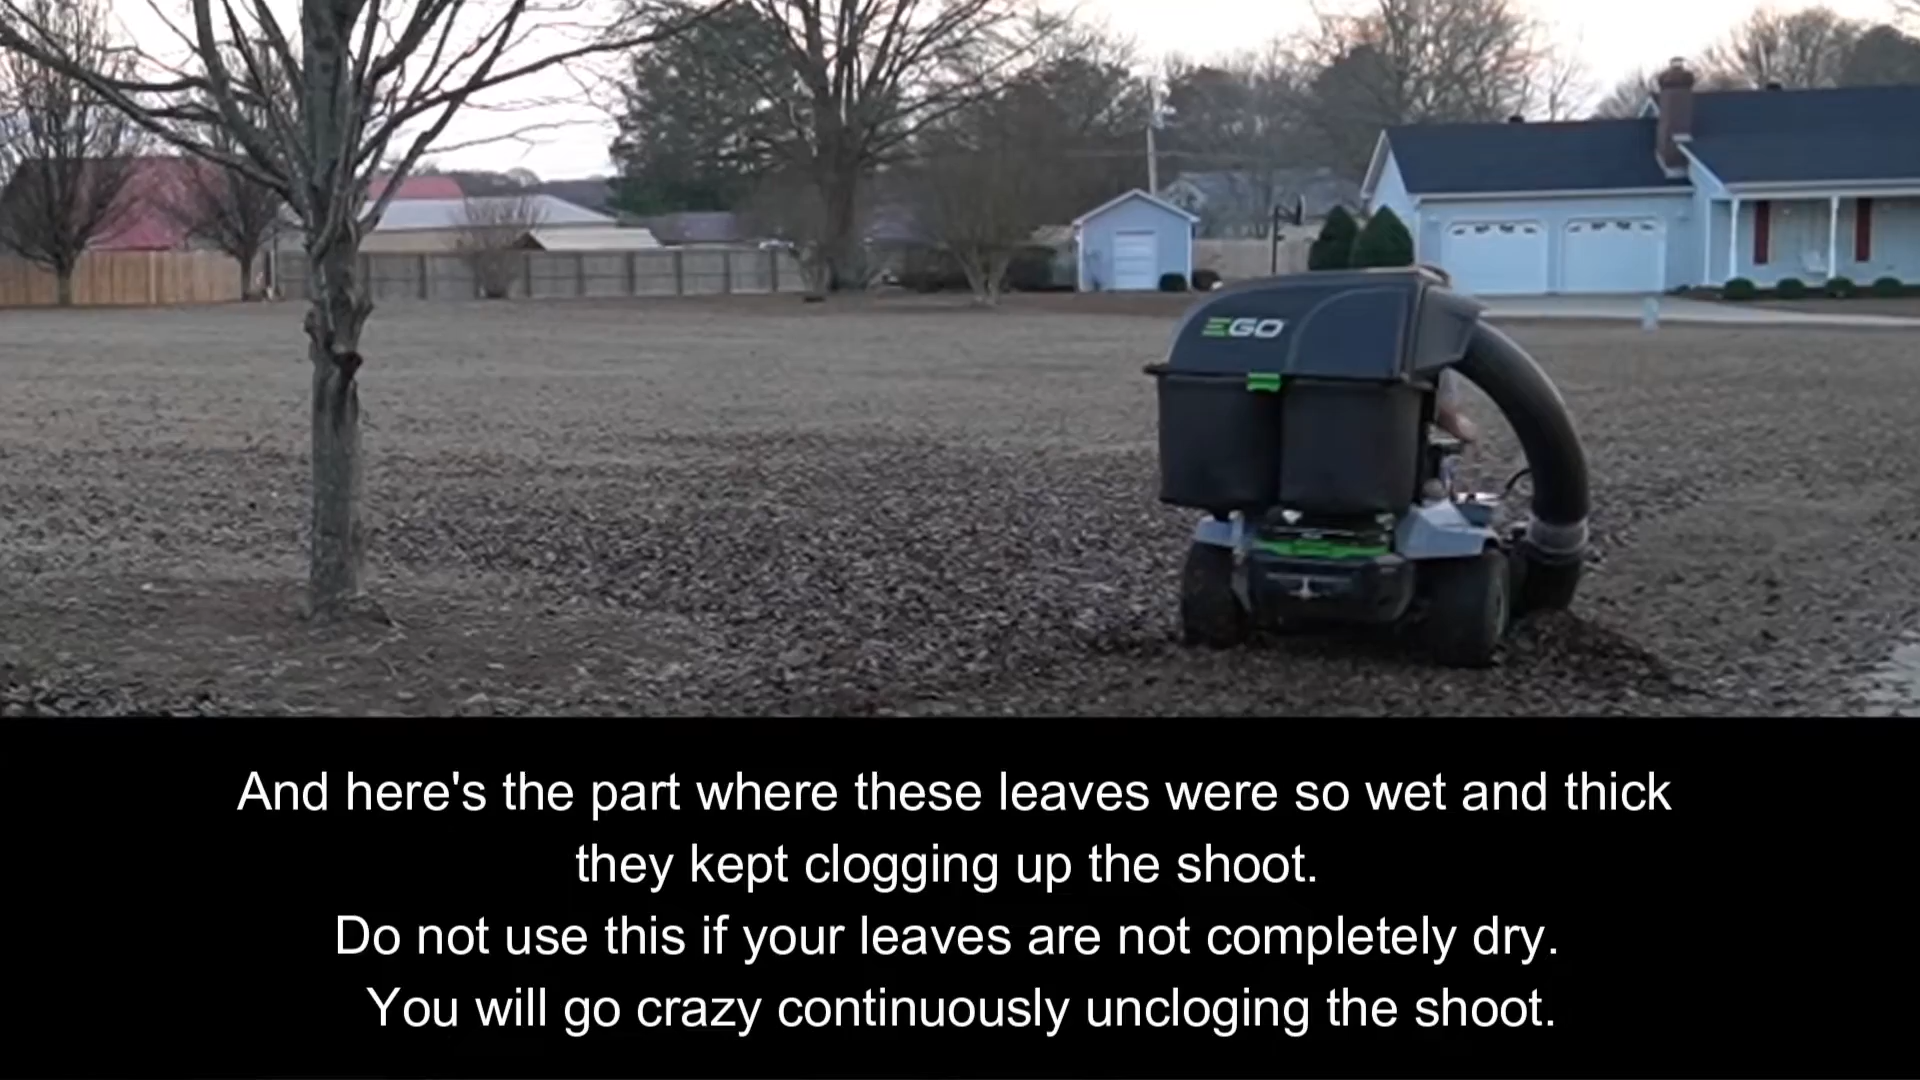 EGO
And here's the part where these leaves were so wet and thick
they kept clogging up the shoot.
Do not use this if your leaves are not completely dry.
You will go crazy continuously uncloging the shoot.